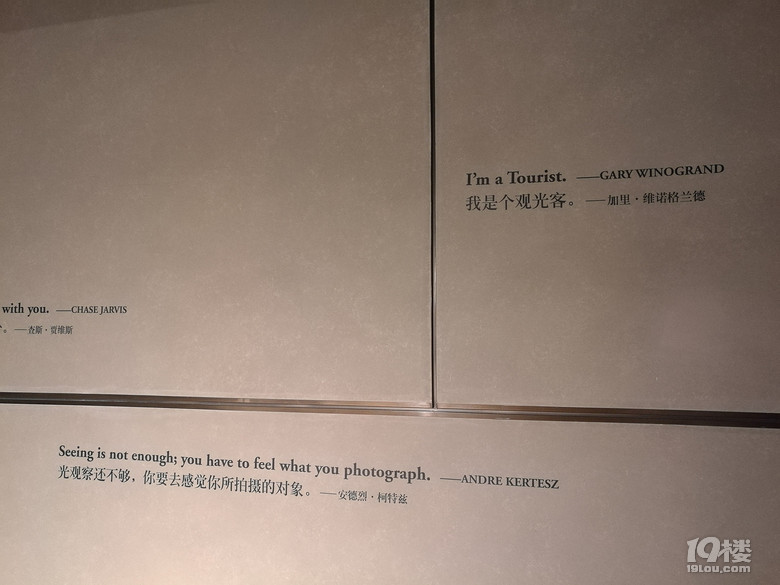 I'm a Tourist. ——GARY WINOGRAND
我是个观光客。——加里·维诺格兰德
with you. ——CHASE JARVIS
。——查斯·贾维斯
Seeing is not enough; you have to feel what you photograph. ——ANDRE KERTESZ
光观察还不够，你要去感觉你所拍摄的对象。——安德烈·柯特兹
19楼
19lou.com